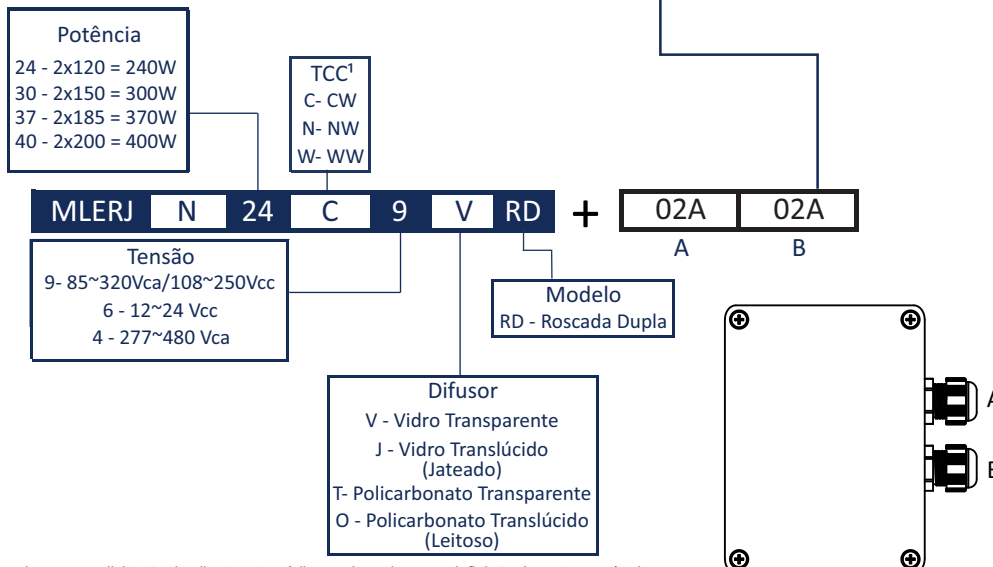 Potência
24 - 2x120 = 240W
30 - 2x150 = 300W
37 - 2x185 = 370W
40 - 2x200 = 400W
TCC¹
C- CW
N- NW
W- WW
MLERJ N 24 C 9 V RD + 02A 02A
A B
Tensão
9- 85~320Vca/108~250Vcc
6 - 12~24 Vcc
4 - 277~480 Vca
Modelo
RD - Roscada Dupla
Difusor
V - Vidro Transparente
J - Vidro Translúcido
(Jateado)
T- Policarbonato Transparente
O - Policarbonato Translúcido
(Leitoso)
A
B